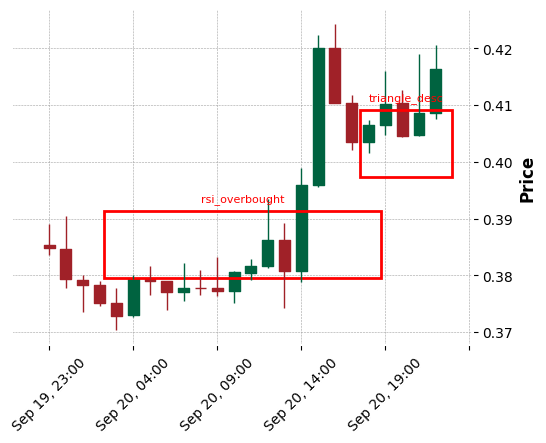 0.42
0.41
0.40
0.39
0.38
0.37
Price
triangle_desc
rsi_overbought
Sep 19, 23:00
Sep 20, 04:00
Sep 20, 09:00
Sep 20, 14:00
Sep 20, 19:00